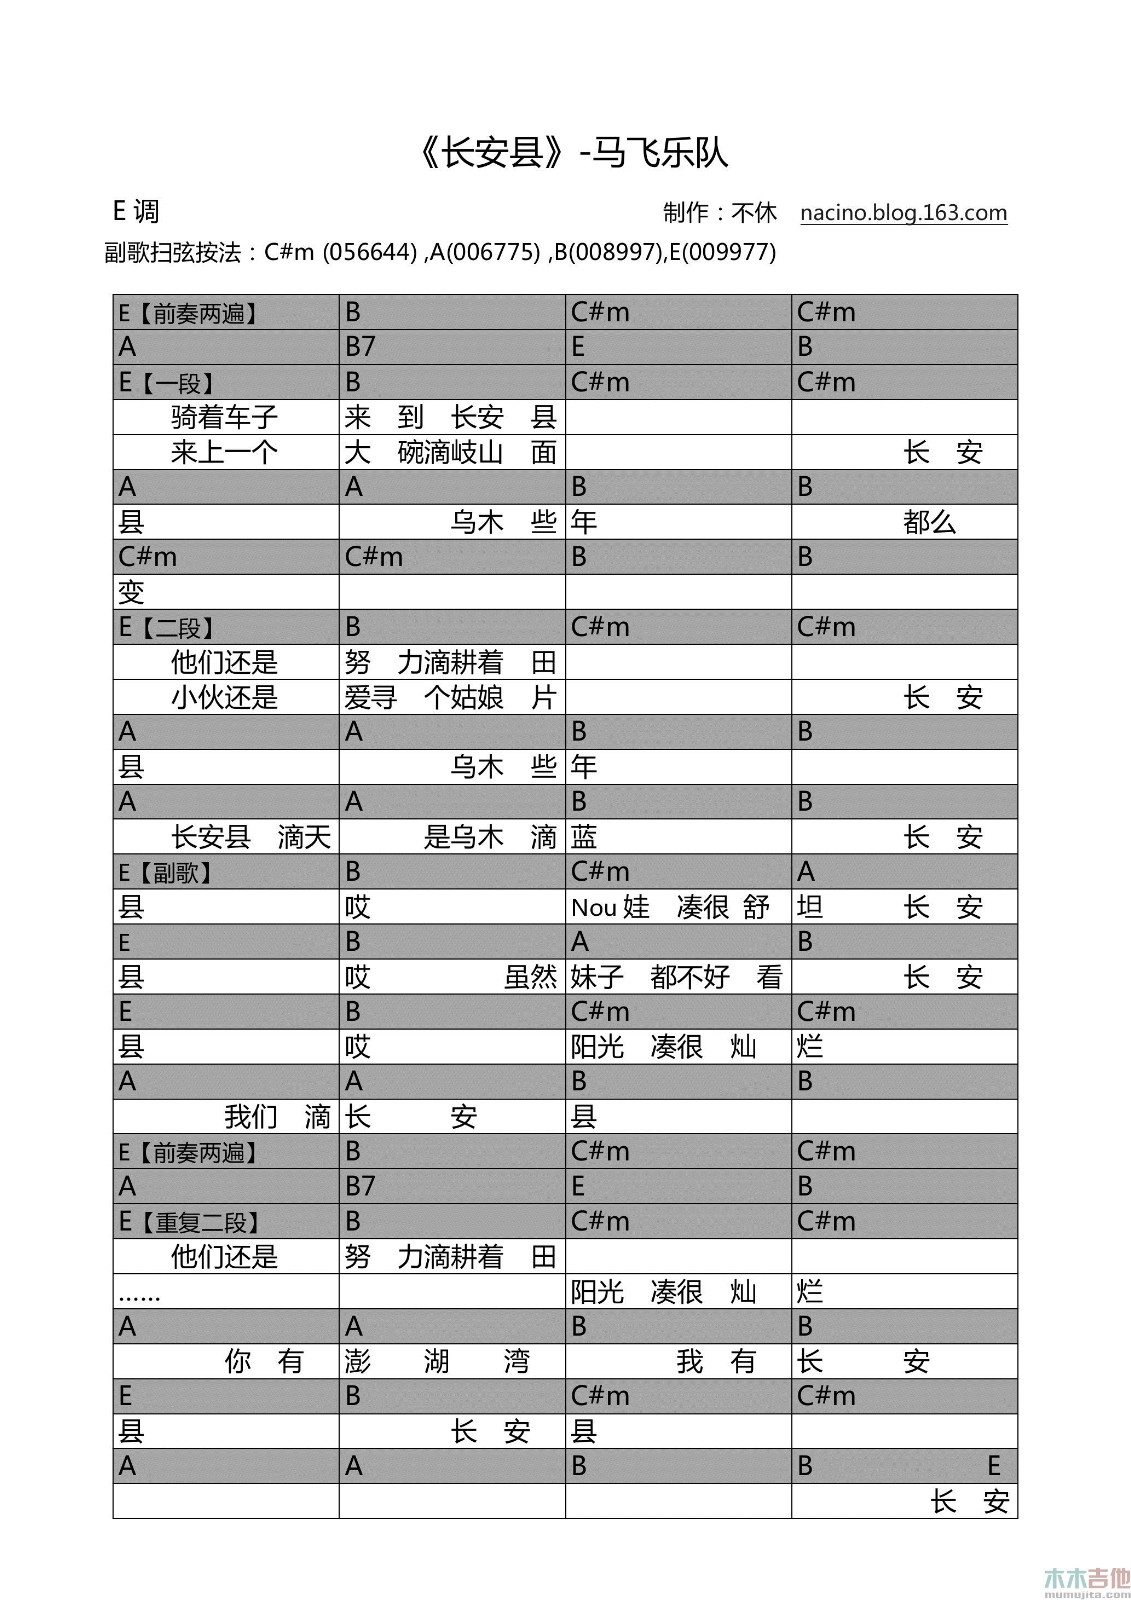 《长安县》-马飞乐队
E 调 制作：不休 nacino.blog.163.com
副歌扫弦按法：C#m (056644) ,A(006775) ,B(008997),E(009977)
E【前奏两遍】 B C#m C#m
A B7 E B
E【一段】 B C#m C#m
骑着车子 来 到 长安 县
来上一个 大 碗滴岐山 面 长 安
A A B B
县 乌木 些 年 都么
C#m C#m B B
变
E【二段】 B C#m C#m
他们还是 努 力滴耕着 田
小伙还是 爱寻 个姑娘 片 长 安
A A B B
县 乌木 些 年
A A B B
长安县 滴天 是乌木 滴 蓝 长 安
E【副歌】 B C#m A
县 哎 Nou 娃 凑很 舒 坦 长 安
E B A B
县 哎 虽然 妹子 都不好 看 长 安
E B C#m C#m
县 哎 阳光 凑很 灿 烂
A A B B
我们 滴 长 安 县
E【前奏两遍】 B C#m C#m
A B7 E B
E【重复二段】 B C#m C#m
他们还是 努 力滴耕着 田
...... 阳光 凑很 灿 烂
A A B B
你 有 澎 湖 湾 我 有 长 安
E B C#m C#m
县 长 安 县
A A B B E
长 安
木木吉他
mumujita.com